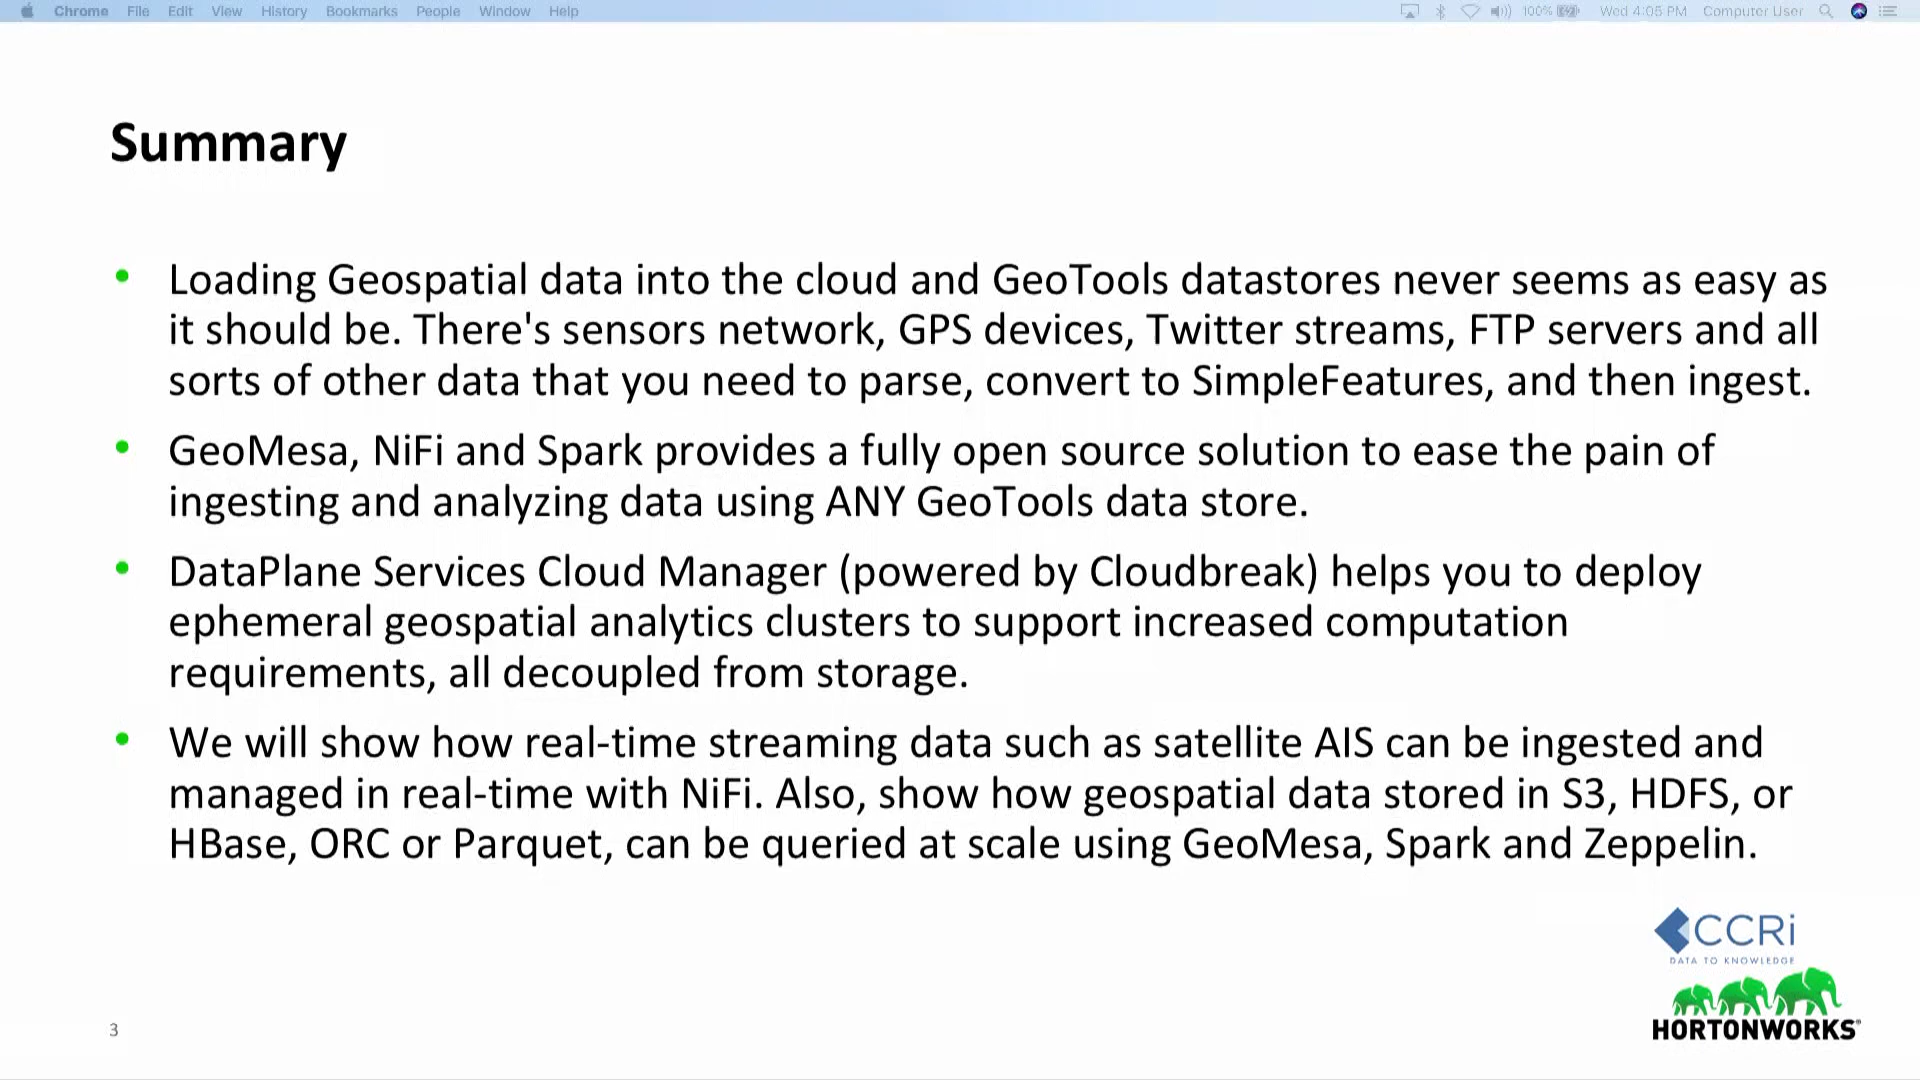 Chrome File Edit View History Bookmarks People Window Help 100% Wed 4:05 PM Computer User
Summary
• Loading Geospatial data into the cloud and GeoTools datastores never seems as easy as
it should be. There's sensors network, GPS devices, Twitter streams, FTP servers and all
sorts of other data that you need to parse, convert to SimpleFeatures, and then ingest.
• GeoMesa, NiFi and Spark provides a fully open source solution to ease the pain of
ingesting and analyzing data using ANY GeoTools data store.
• DataPlane Services Cloud Manager (powered by Cloudbreak) helps you to deploy
ephemeral geospatial analytics clusters to support increased computation
requirements, all decoupled from storage.
• We will show how real-time streaming data such as satellite AIS can be ingested and
managed in real-time with NiFi. Also, show how geospatial data stored in S3, HDFS, or
HBase, ORC or Parquet, can be queried at scale using GeoMesa, Spark and Zeppelin.
CCRi
DATA TO KNOWLEDGE
HORTONWORKS®
3